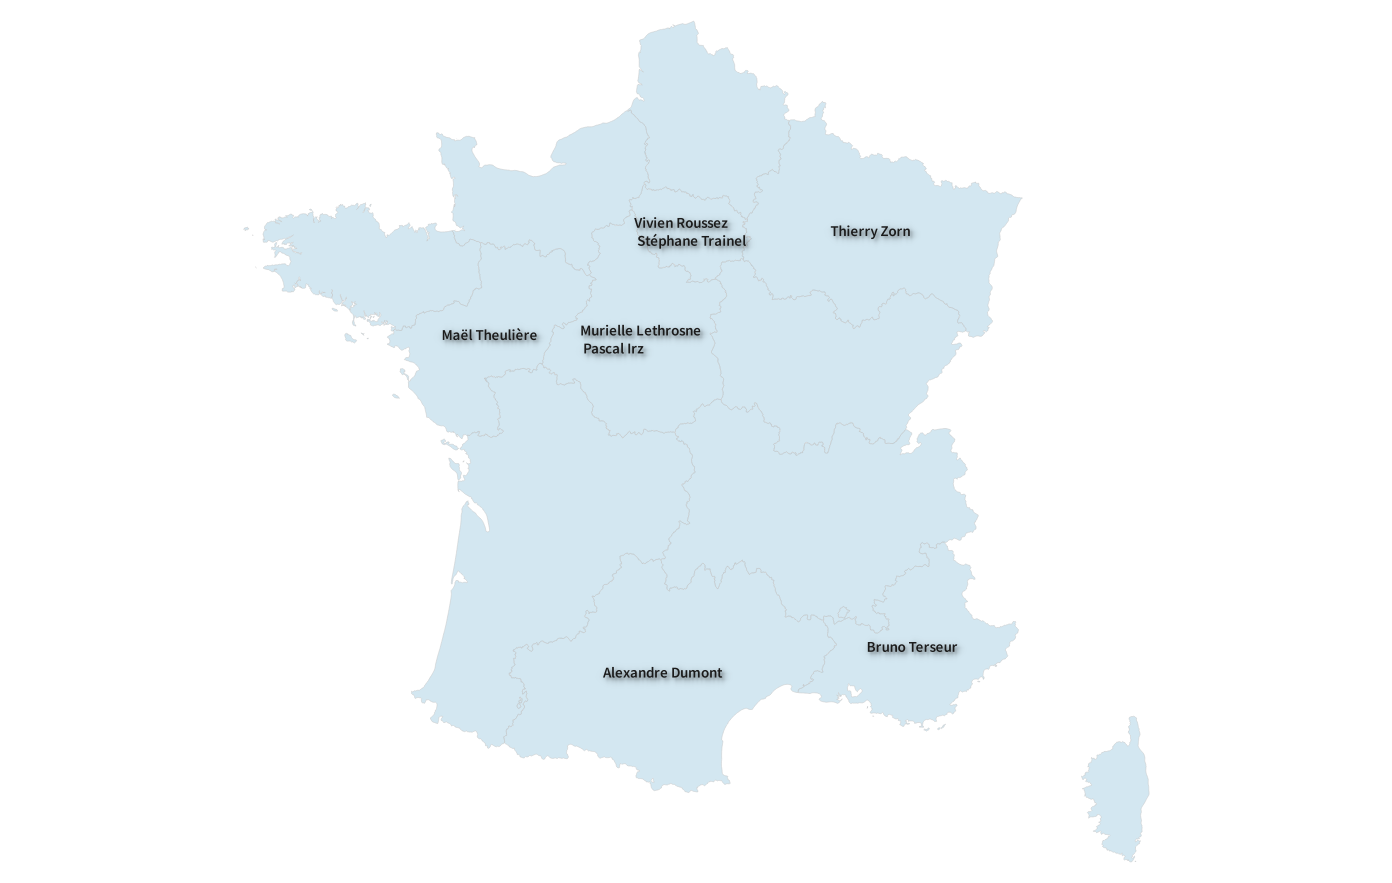 Vivien Roussez
Stéphane Trainel
Thierry Zorn
Maël Theulière
Murielle Lethrosne
Pascal Irz
Bruno Terseur
Alexandre Dumont